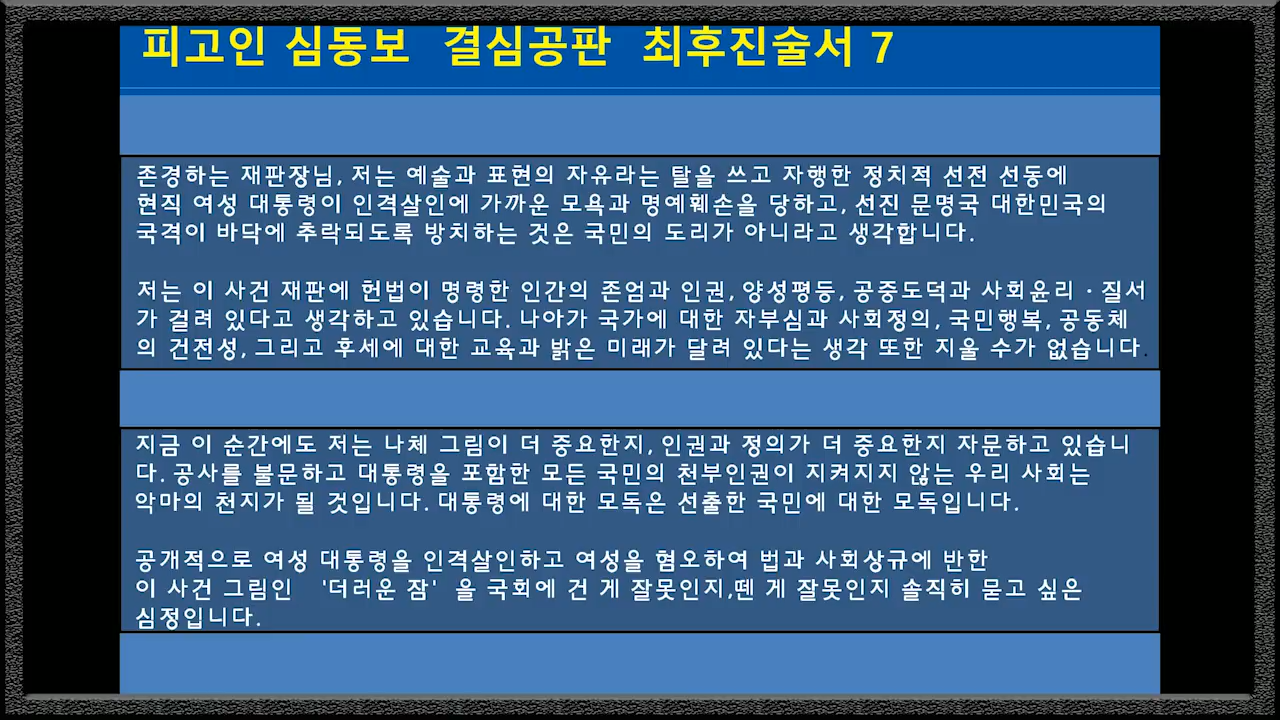 피고인 심동보 결심공판 최후진술서 7
존경하는 재판장님, 저는 예술과 표현의 자유라는 탈을 쓰고 자행한 정치적 선전 선동에
현직 여성 대통령이 인격살인에 가까운 모욕과 명예훼손을 당하고, 선진 문명국 대한민국의
국격이 바닥에 추락되도록 방치하는 것은 국민의 도리가 아니라고 생각합니다.
저는 이 사건 재판에 헌법이 명령한 인간의 존엄과 인권, 양성평등, 공중도덕과 사회윤리·질서
가 걸려 있다고 생각하고 있습니다. 나아가 국가에 대한 자부심과 사회정의, 국민행복, 공동체
의 건전성, 그리고 후세에 대한 교육과 밝은 미래가 달려 있다는 생각 또한 지울 수가 없습니다.
지금 이 순간에도 저는 나체 그림이 더 중요한지, 인권과 정의가 더 중요한지 자문하고 있습니
다. 공사를 불문하고 대통령을 포함한 모든 국민의 천부인권이 지켜지지 않는 우리 사회는
악마의 천지가 될 것입니다. 대통령에 대한 모독은 선출한 국민에 대한 모독입니다.
공개적으로 여성 대통령을 인격살인하고 여성을 혐오하여 법과 사회상규에 반한
이 사건 그림인 '더러운 잠' 을 국회에 건 게 잘못인지,뗀 게 잘못인지 솔직히 묻고 싶은
심정입니다.